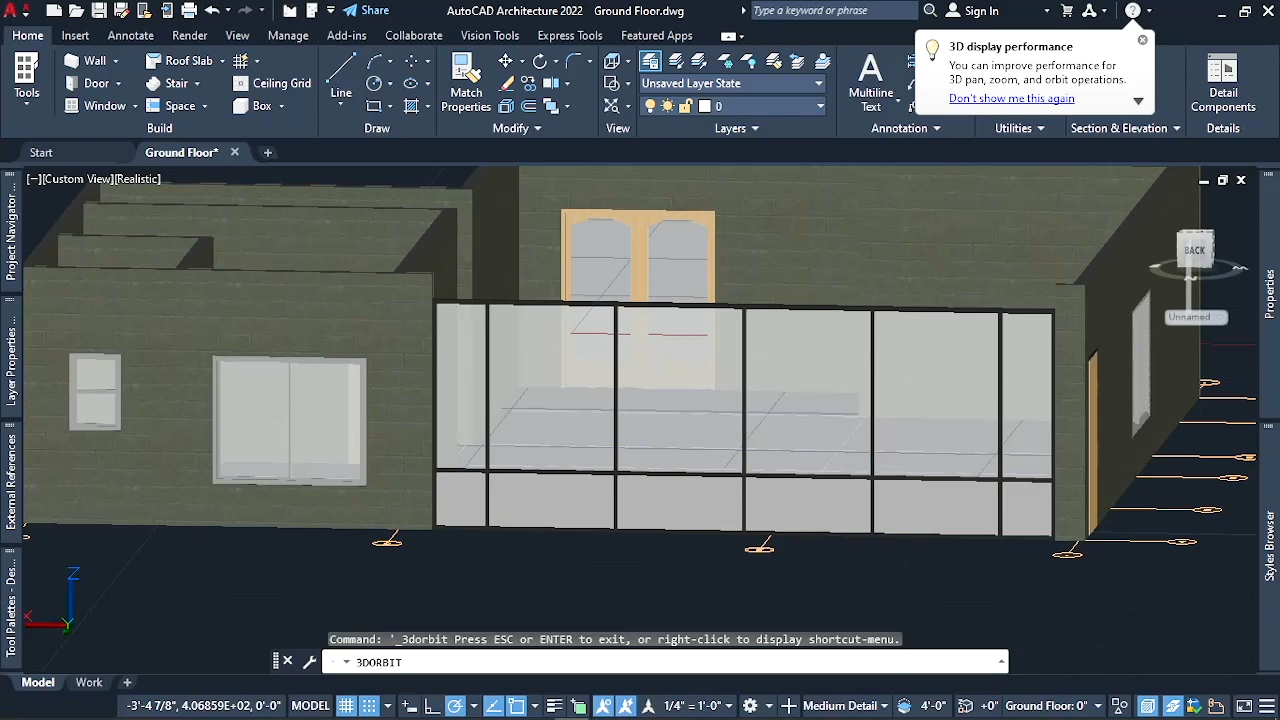 Share
AutoCAD Architecture 2022
Ground Floor.dwg
Type a keyword or phrase
Sign In
Home
Insert
Annotate
Render
View
Manage
Add-ins
Collaborate
Vision Tools
Express Tools
Featured Apps
3D display performance
You can improve performance for
3D pan, zoom, and orbit operations.
Don't show me this again
Tools
Wall
Door
Window
Roof Slab
Stair
Space
Ceiling Grid
Box
Build
Line
Draw
Match
Properties
Modify
View
Unsaved Layer State
0
Layers
Multiline
Text
Annotation
Utilities
Section & Elevation
Detail
Components
Details
Start
Ground Floor*
[−][Custom View][Realistic]
BACK
Unnamed
Project Navigator ...
Layer Properties...
External References
Tool Palettes - Des...
Properties
Styles Browser
Z
X
Y
Command: '_3dorbit Press ESC or ENTER to exit, or right-click to display shortcut-menu.
3DORBIT
Model
Work
-3'-4 7/8", 4.06859E+02, 0'-0"
MODEL
1/4" = 1'-0"
Medium Detail
4'-0"
+0"
Ground Floor: 0"